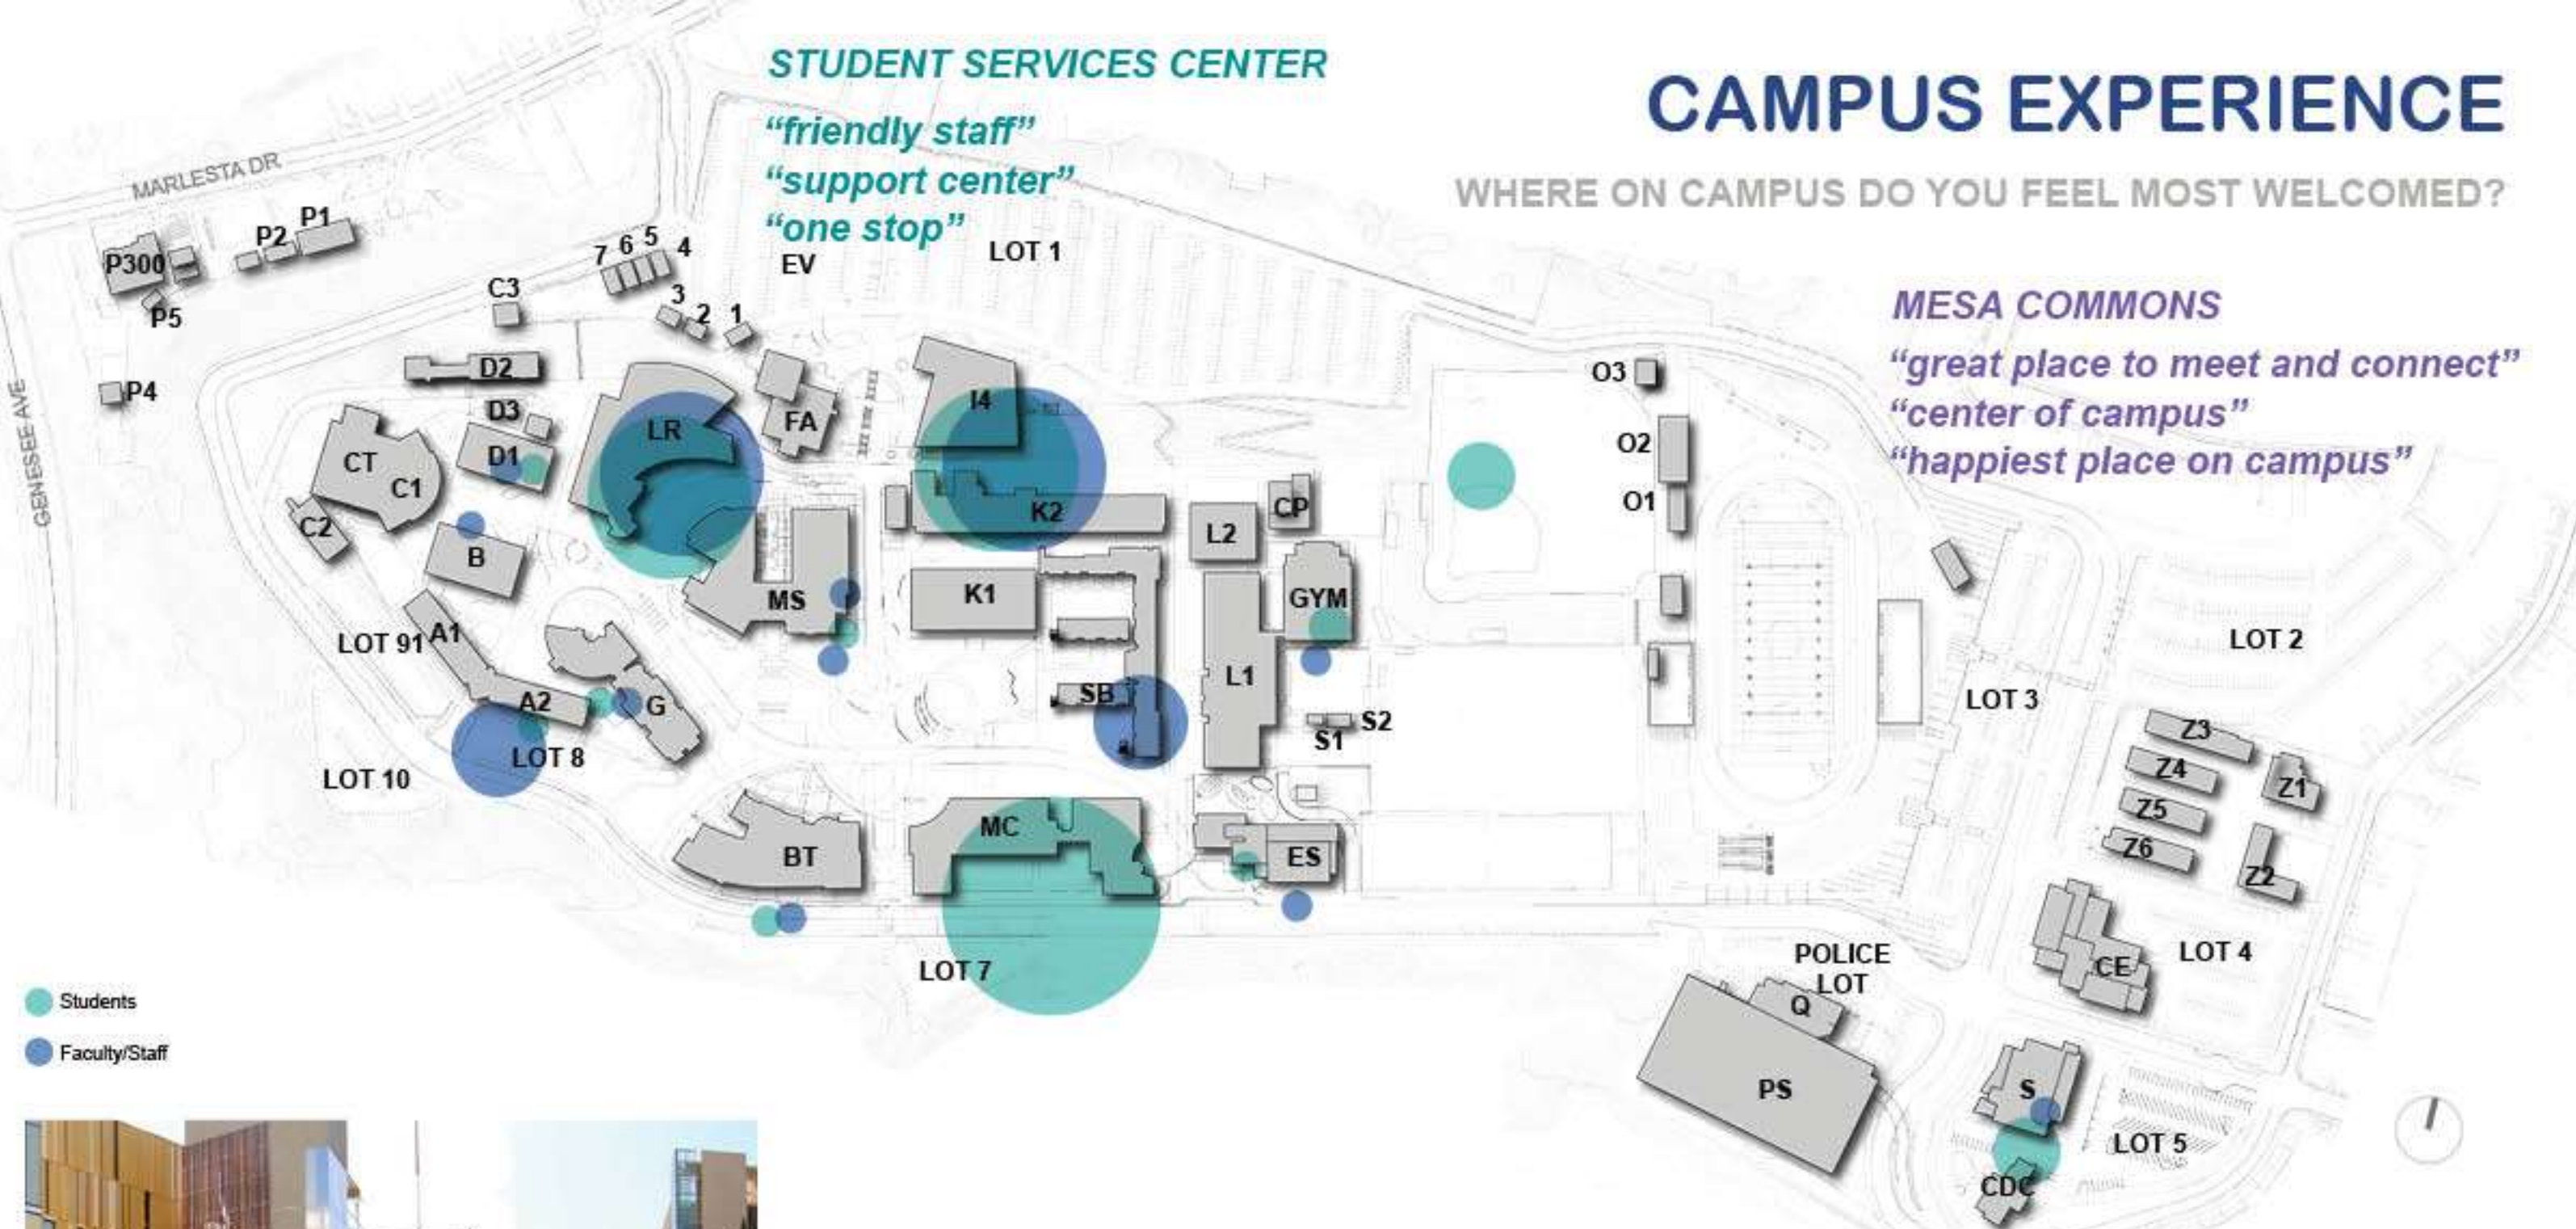 STUDENT SERVICES CENTER
“friendly staff”
“support center”
“one stop”
CAMPUS EXPERIENCE
WHERE ON CAMPUS DO YOU FEEL MOST WELCOMED?
MESA COMMONS
“great place to meet and connect”
“center of campus”
“happiest place on campus”
MARLESTA DR
GENESEE AVE
P300
P2
P1
P5
P4
7
6
5
4
3
2
1
EV
LOT 1
C3
D2
D3
D1
CT
C1
C2
B
LR
FA
I4
K2
K1
L2
CP
GYM
L1
SB
S1
S2
MS
LOT 91
A1
A2
G
LOT 8
LOT 10
BT
MC
ES
LOT 7
O3
O2
O1
LOT 2
LOT 3
Z3
Z4
Z5
Z6
Z1
Z2
CE
LOT 4
POLICE
LOT
Q
PS
S
LOT 5
CDC
Students
Faculty/Staff